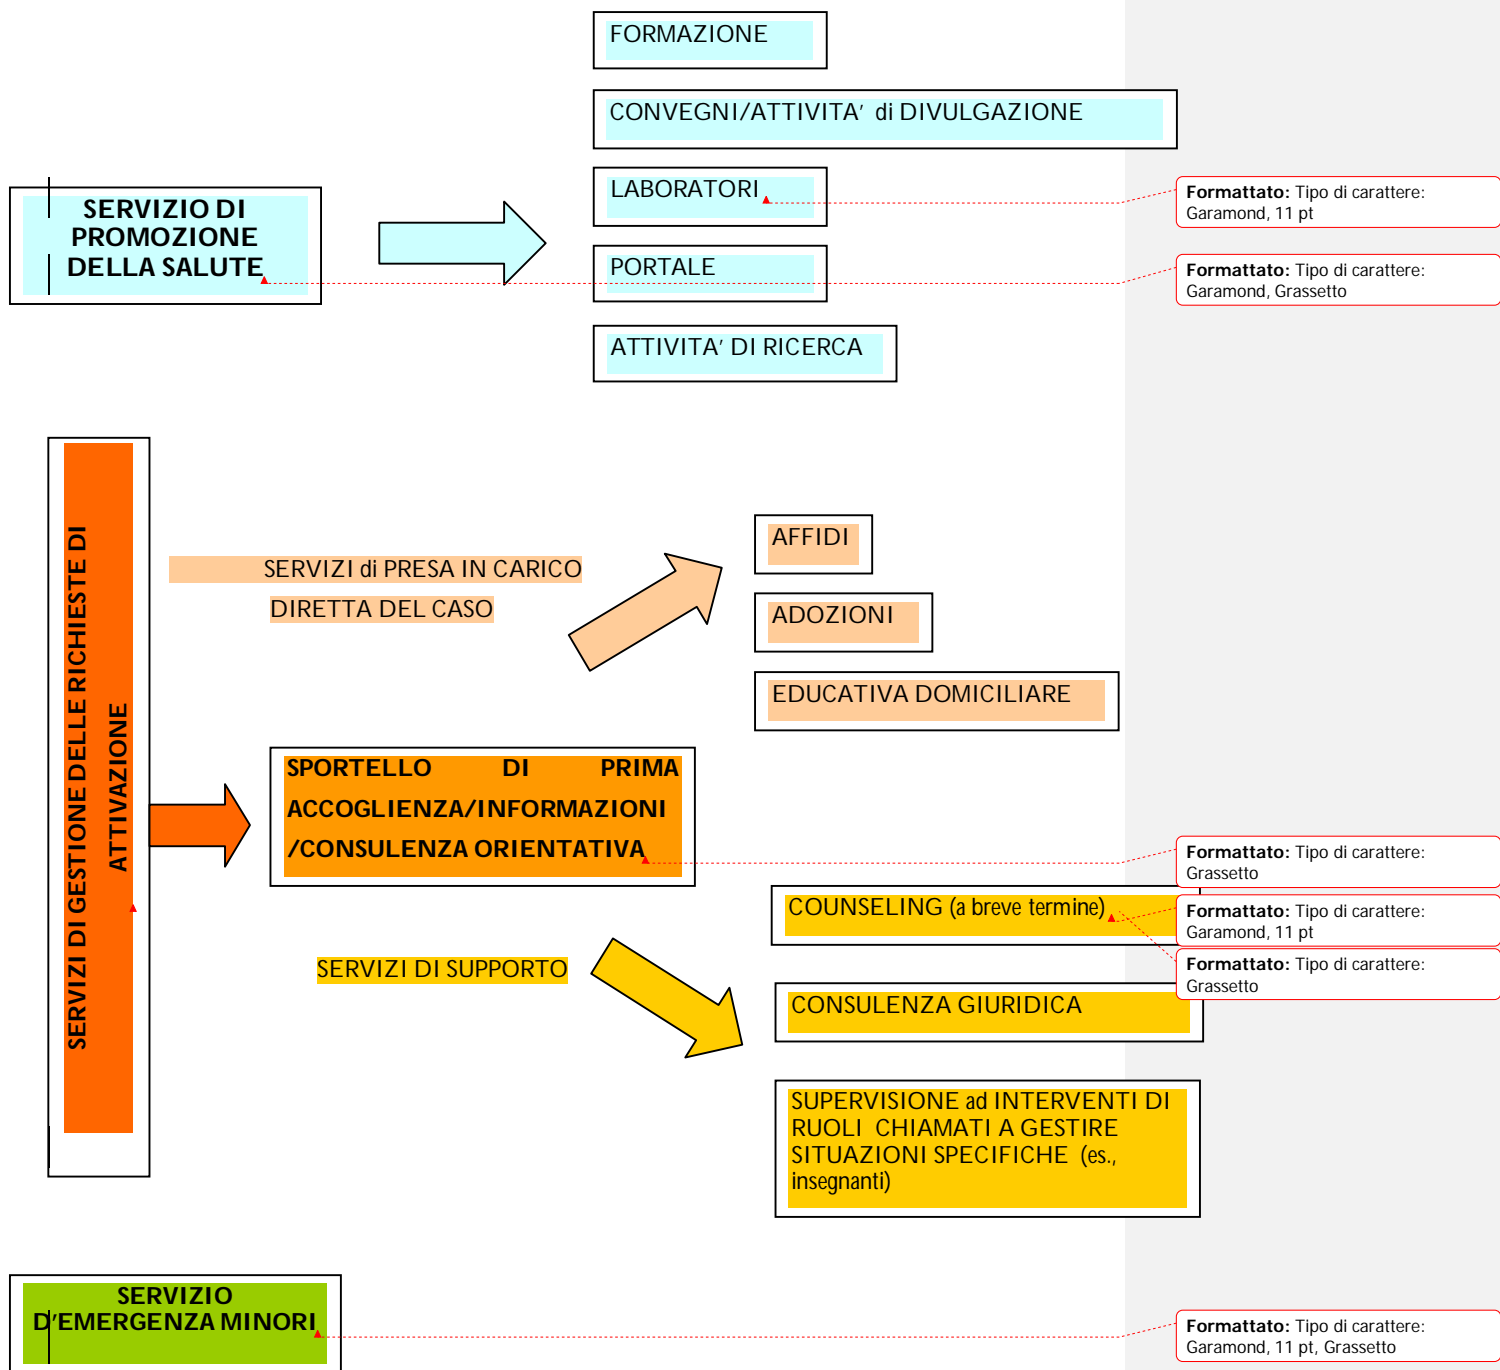 FORMAZIONE
CONVEGNI/ATTIVITA' di DIVULGAZIONE
LABORATORI
PORTALE
ATTIVITA' DI RICERCA
SERVIZIO DI
PROMOZIONE
DELLA SALUTE
Formattato: Tipo di carattere:
Garamond, 11 pt
Formattato: Tipo di carattere:
Garamond, Grassetto
SERVIZI DI GESTIONE DELLE RICHIESTE DI
ATTIVAZIONE
SERVIZI di PRESA IN CARICO
DIRETTA DEL CASO
AFFIDI
ADOZIONI
EDUCATIVA DOMICILIARE
SPORTELLO DI PRIMA
ACCOGLIENZA/INFORMAZIONI
/CONSULENZA ORIENTATIVA
Formattato: Tipo di carattere:
Grassetto
COUNSELING (a breve termine)
Formattato: Tipo di carattere:
Garamond, 11 pt
Formattato: Tipo di carattere:
Grassetto
SERVIZI DI SUPPORTO
CONSULENZA GIURIDICA
SUPERVISIONE ad INTERVENTI DI
RUOLI CHIAMATI A GESTIRE
SITUAZIONI SPECIFICHE (es.,
insegnanti)
SERVIZIO
D'EMERGENZA MINORI
Formattato: Tipo di carattere:
Garamond, 11 pt, Grassetto